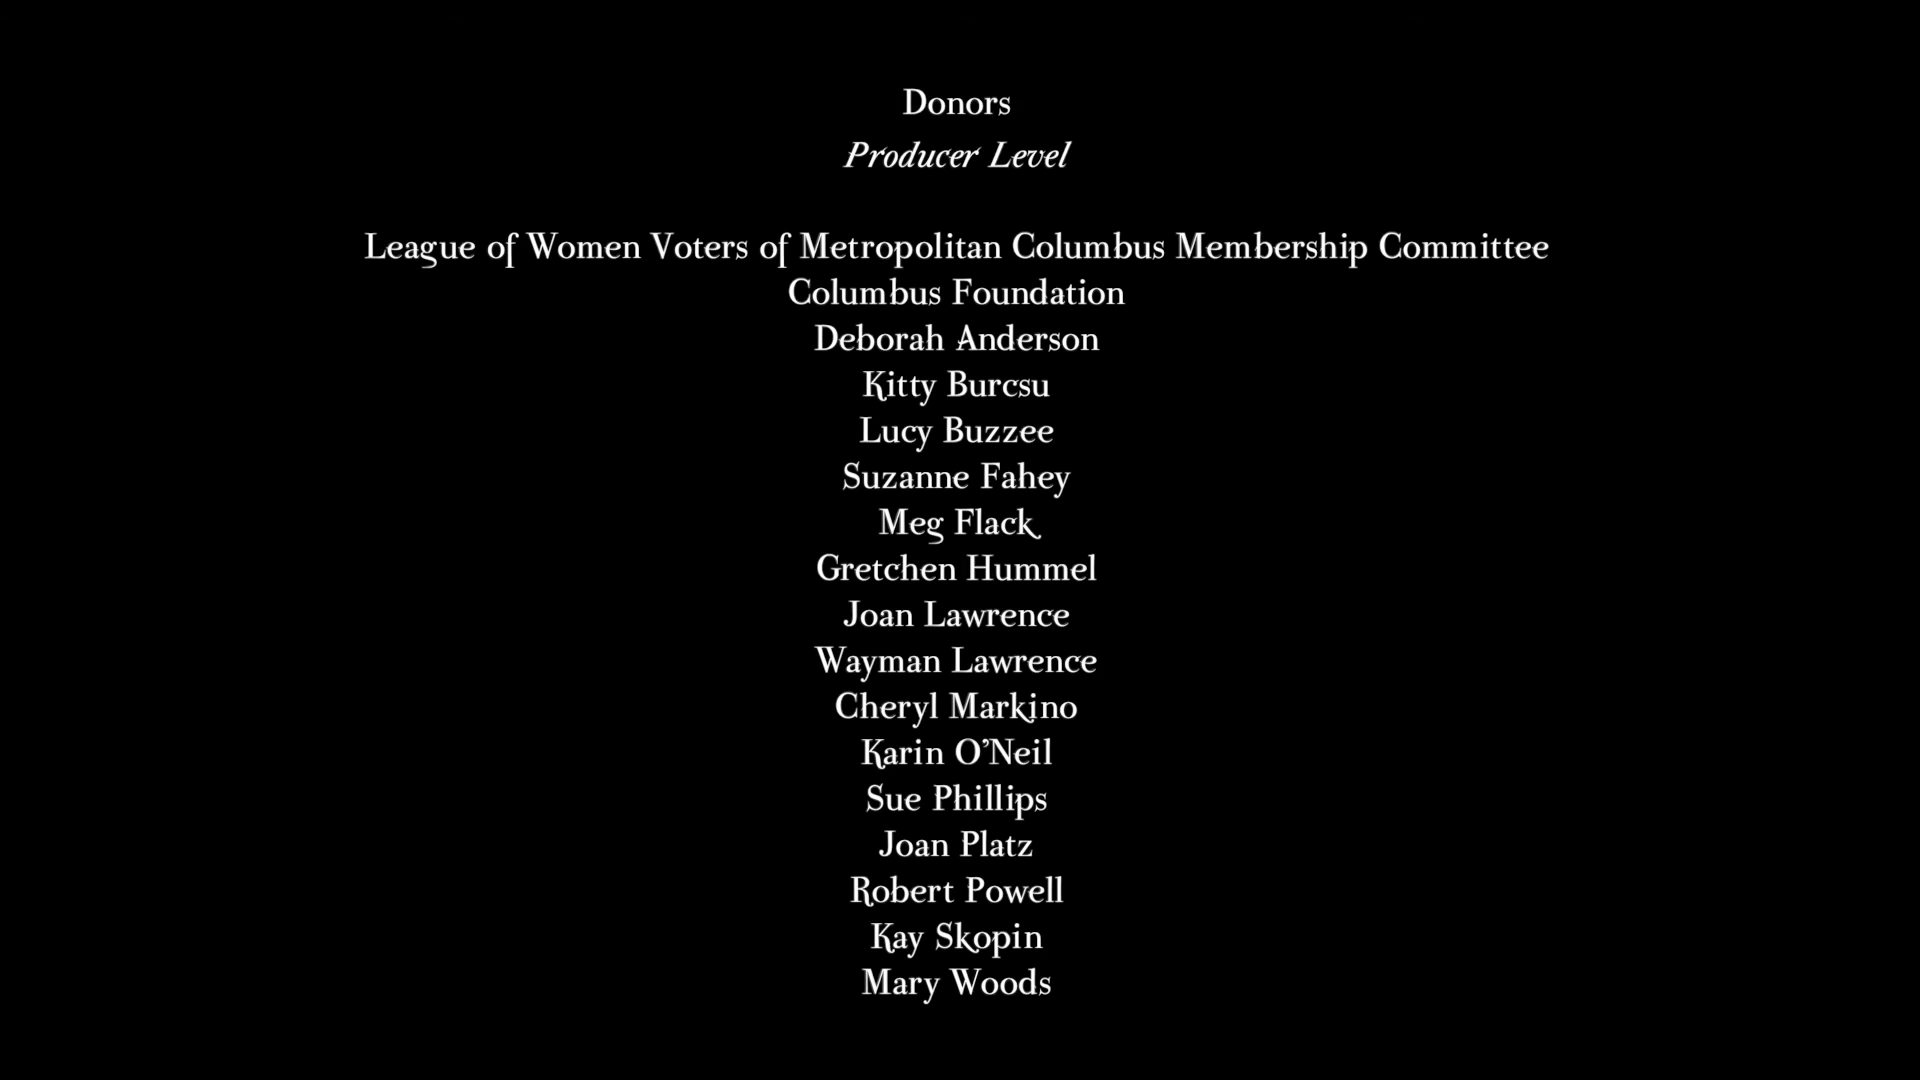 Donors
Producer Level
League of Women Voters of Metropolitan Columbus Membership Committee
Columbus Foundation
Deborah Anderson
Kitty Burcsu
Lucy Buzzee
Suzanne Fahey
Meg Flack
Gretchen Hummel
Joan Lawrence
Wayman Lawrence
Cheryl Markino
Karin O’Neil
Sue Phillips
Joan Platz
Robert Powell
Kay Skopin
Mary Woods